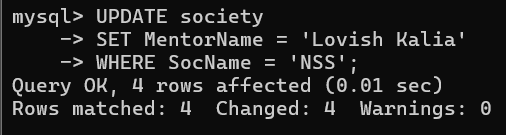 mysql> UPDATE society
    -> SET MentorName = 'Lovish Kalia'
    -> WHERE SocName = 'NSS';
Query OK, 4 rows affected (0.01 sec)
Rows matched: 4  Changed: 4  Warnings: 0